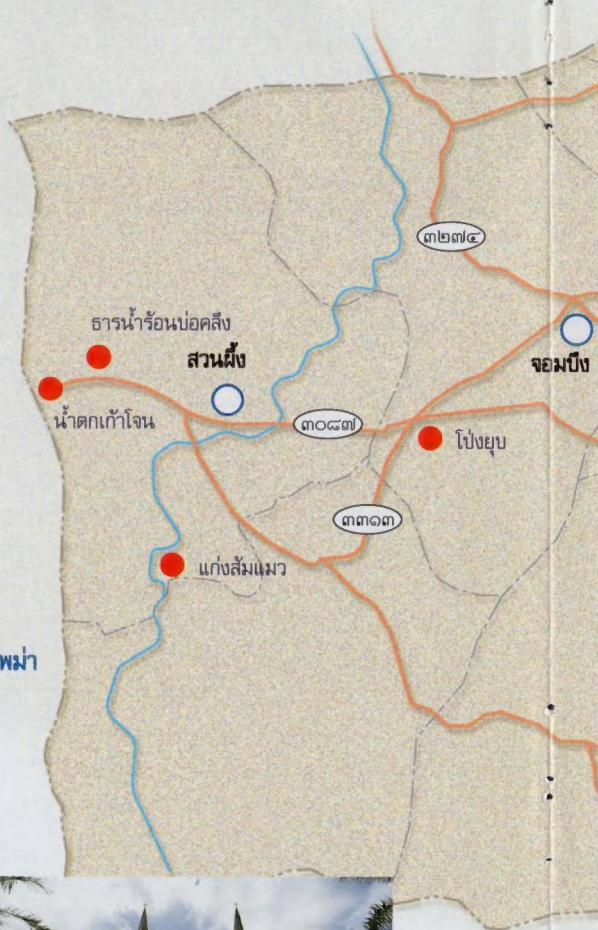 ๓๒๗๔
ธารน้ำร้อนบ่อคลึง
สวนผึ้ง
จอมบึง
น้ำตกเก้าโจน
๓๐๘๗
โป่งยุบ
๓๓๑๓
แก่งส้มแมว
พม่า